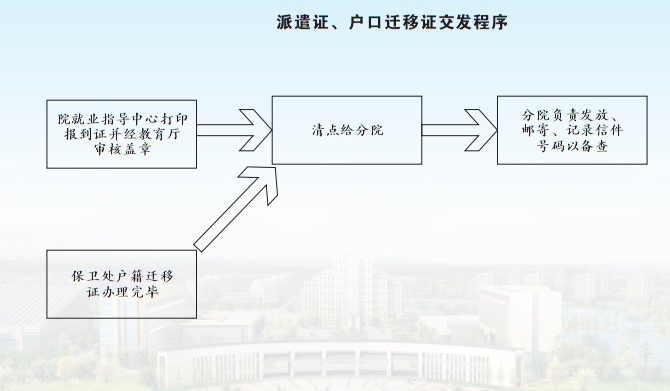 派遣证、户口迁移证交发程序
院就业指导中心打印
报到证并经教育厅
审核盖章
清点给分院
分院负责发放、
邮寄、记录信件
号码以备查
保卫处户籍迁移
证办理完毕